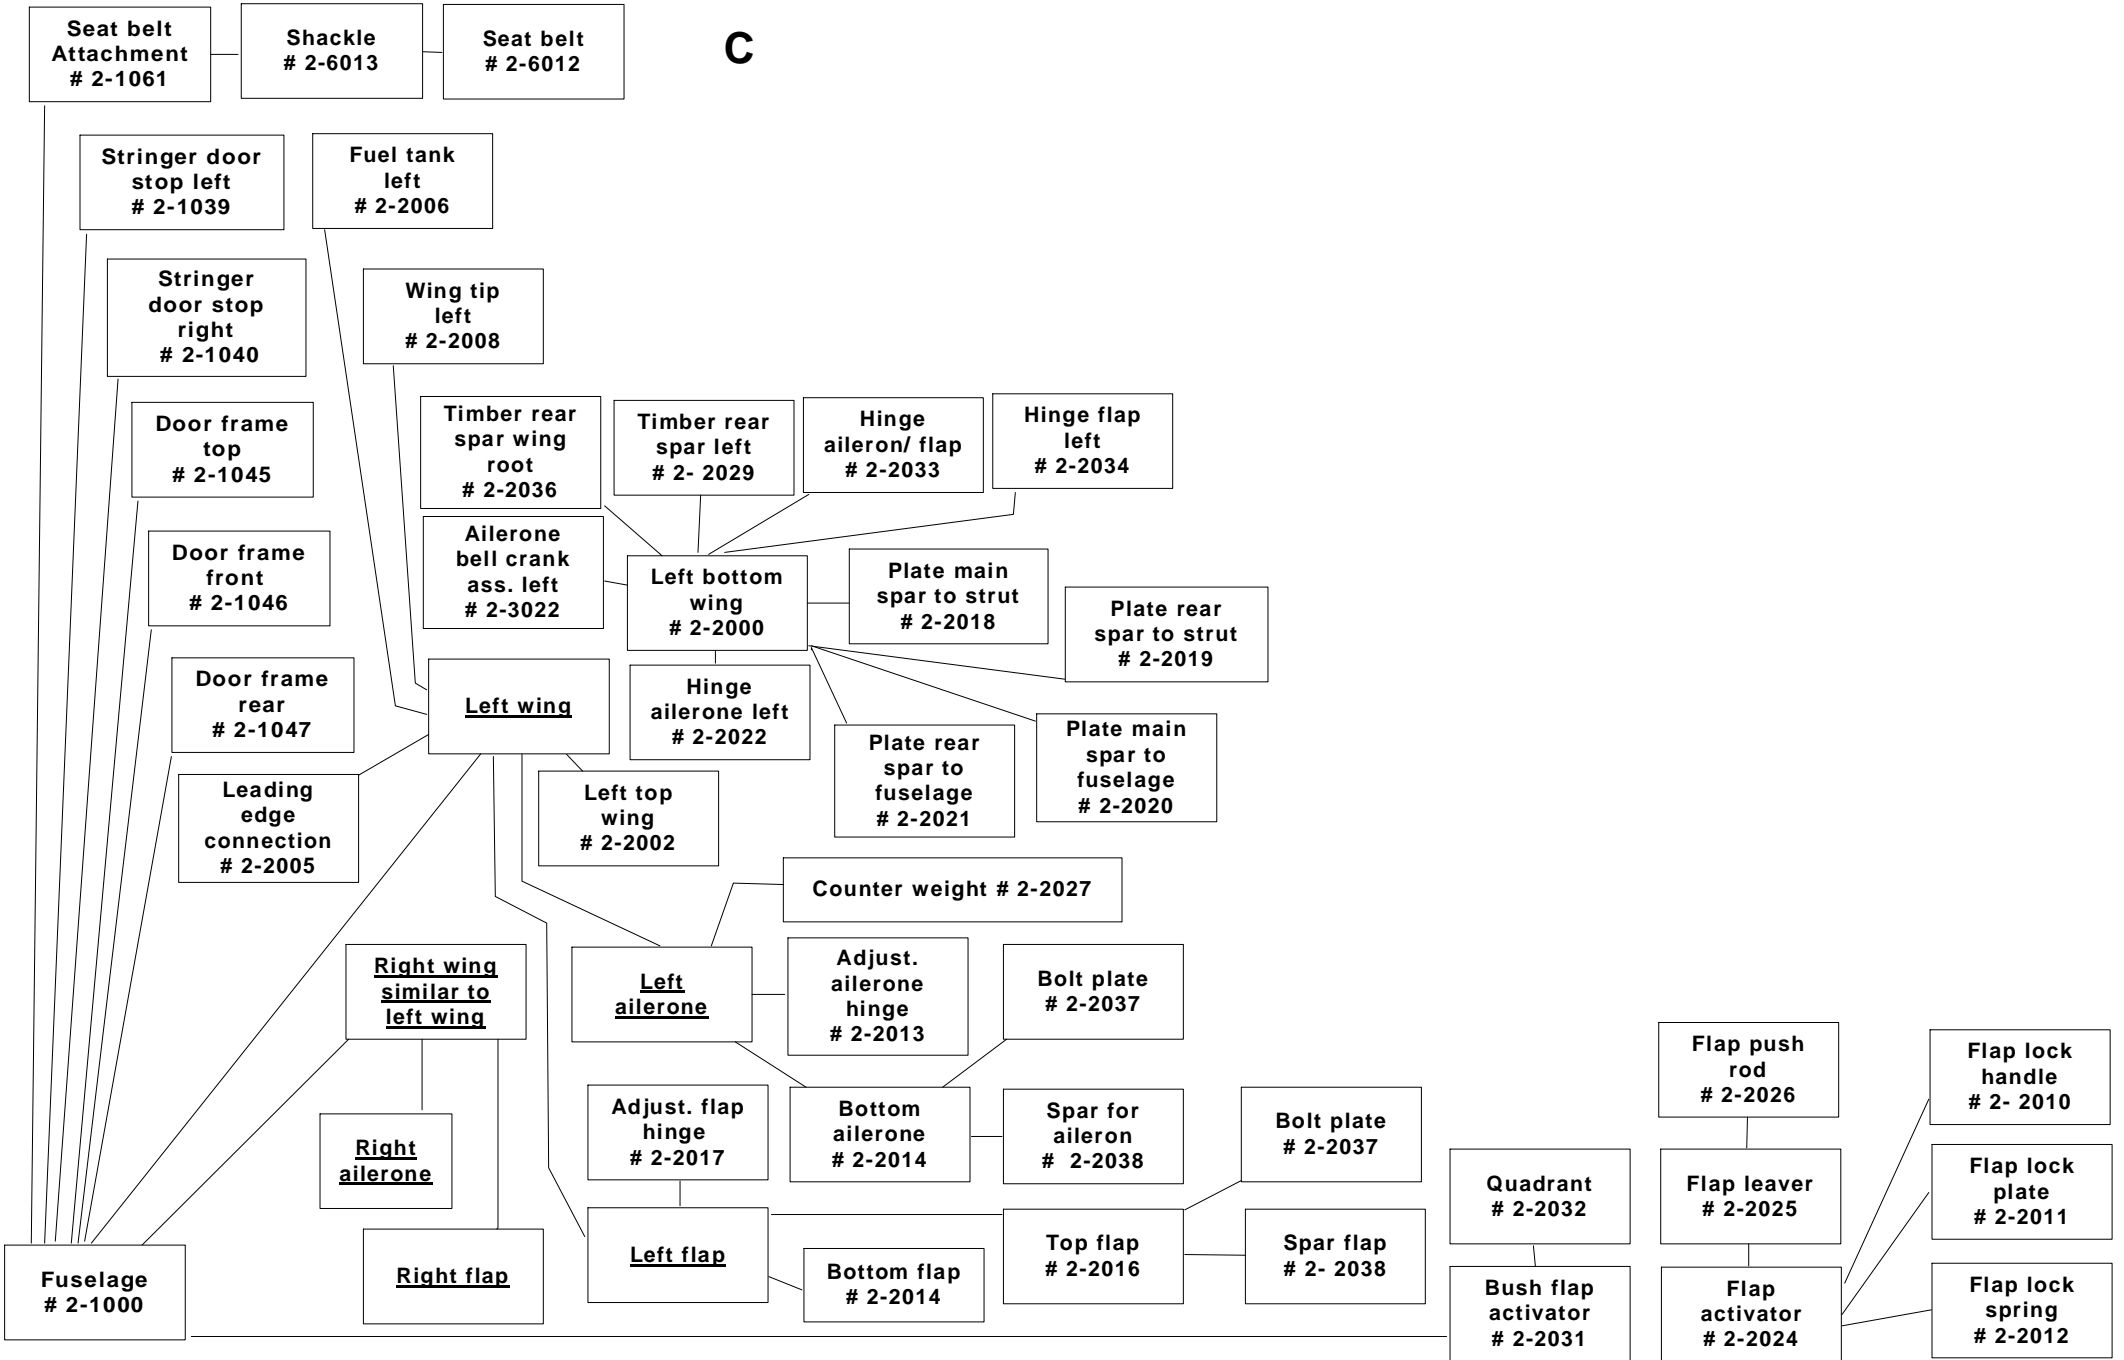 Seat belt
Attachment
# 2-1061
Shackle
# 2-6013
Seat belt
# 2-6012
C
Stringer door
stop left
# 2-1039
Fuel tank
left
# 2-2006
Stringer
door stop
right
# 2-1040
Wing tip
left
# 2-2008
Door frame
top
# 2-1045
Timber rear
spar wing
root
# 2-2036
Timber rear
spar left
# 2- 2029
Hinge
aileron/ flap
# 2-2033
Hinge flap
left
# 2-2034
Door frame
front
# 2-1046
Ailerone
bell crank
ass. left
# 2-3022
Left bottom
wing
# 2-2000
Plate main
spar to strut
# 2-2018
Plate rear
spar to strut
# 2-2019
Door frame
rear
# 2-1047
Left wing
Hinge
ailerone left
# 2-2022
Plate rear
spar to
fuselage
# 2-2021
Plate main
spar to
fuselage
# 2-2020
Leading
edge
connection
# 2-2005
Left top
wing
# 2-2002
Counter weight # 2-2027
Right wing
similar to
left wing
Left
ailerone
Adjust.
ailerone
hinge
# 2-2013
Bolt plate
# 2-2037
Flap push
rod
# 2-2026
Flap lock
handle
# 2- 2010
Right
ailerone
Adjust. flap
hinge
# 2-2017
Bottom
ailerone
# 2-2014
Spar for
aileron
#  2-2038
Bolt plate
# 2-2037
Quadrant
# 2-2032
Flap leaver
# 2-2025
Flap lock
plate
# 2-2011
Fuselage
# 2-1000
Right flap
Left flap
Bottom flap
# 2-2014
Top flap
# 2-2016
Spar flap
# 2- 2038
Bush flap
activator
# 2-2031
Flap
activator
# 2-2024
Flap lock
spring
# 2-2012